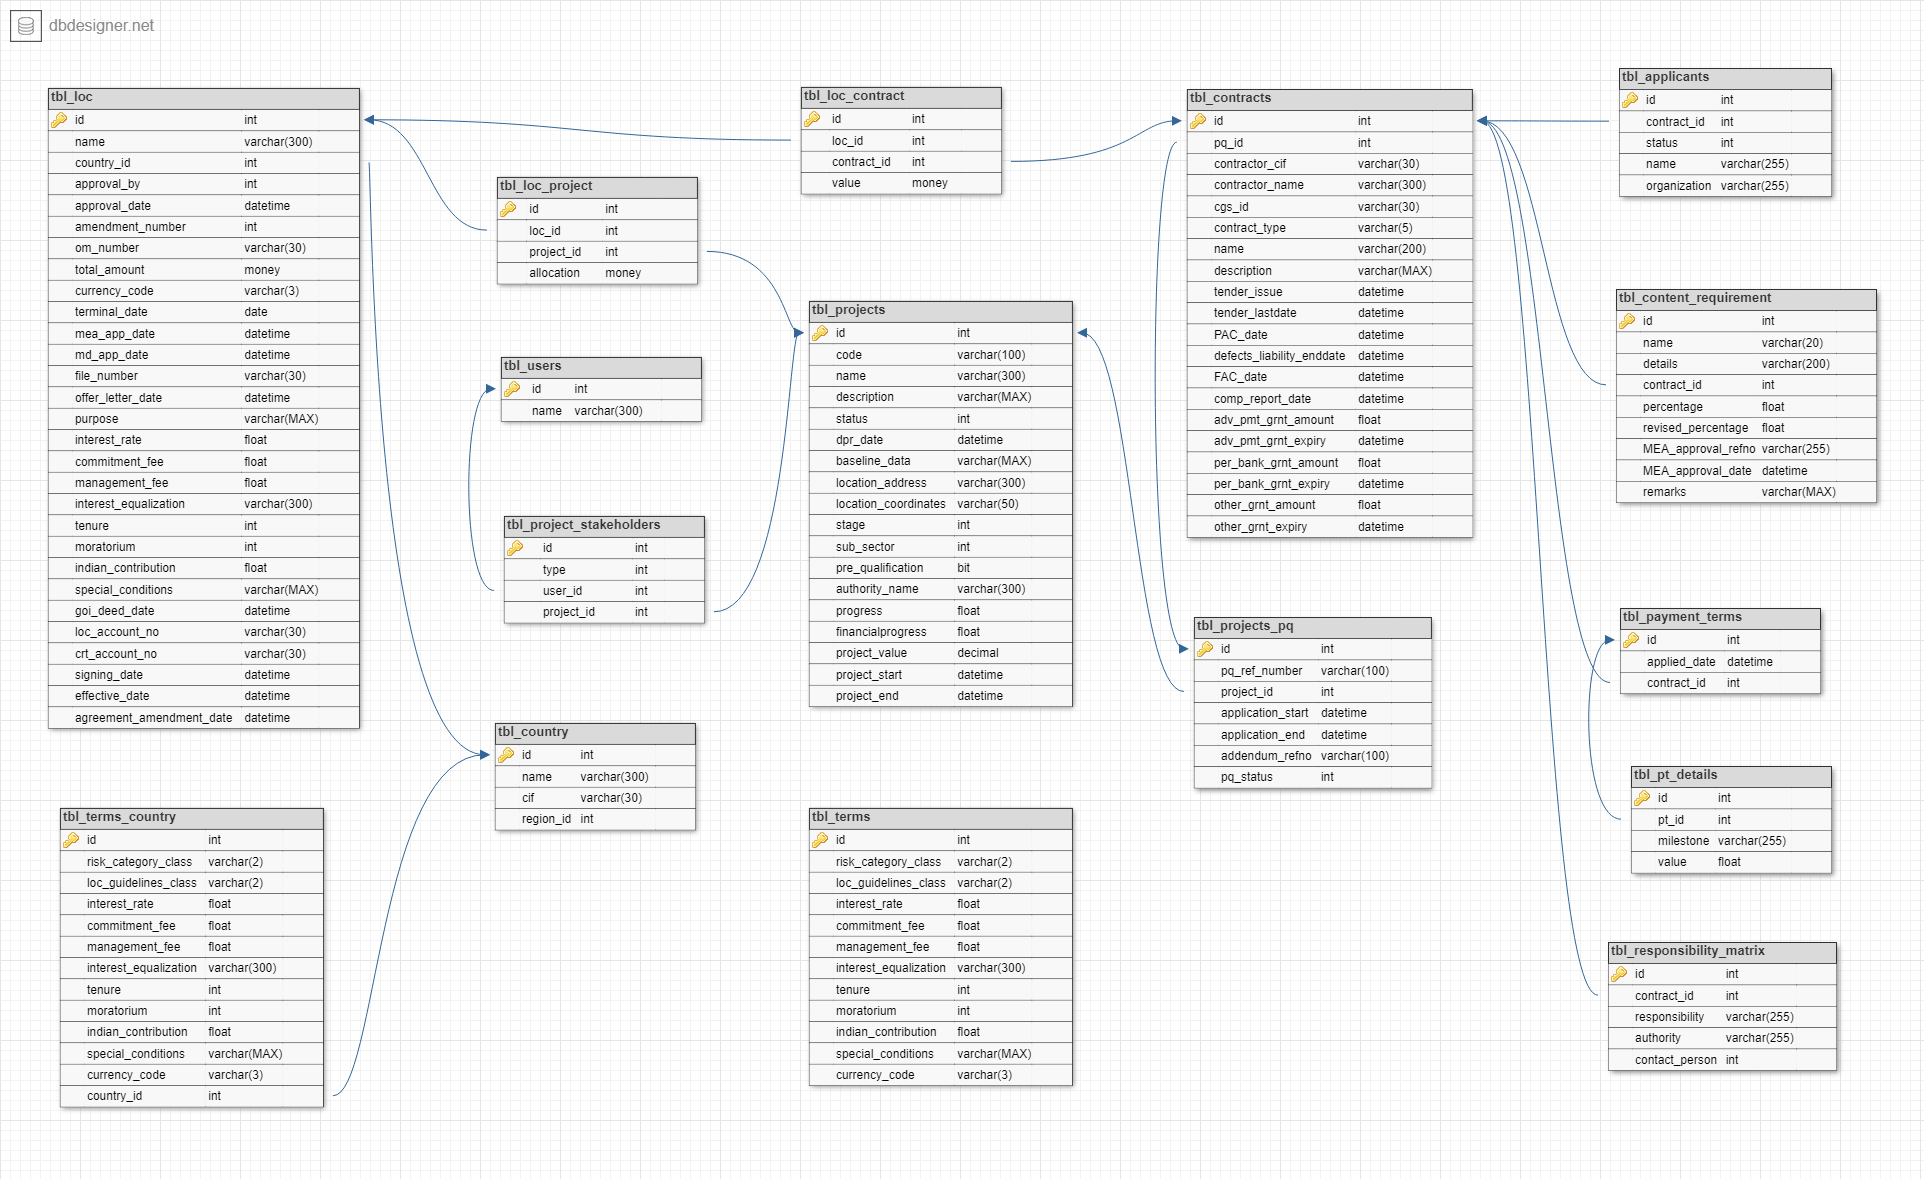 dbdesigner.net
tbl_loc
id int
name varchar(300)
country_id int
approval_by int
approval_date datetime
amendment_number int
om_number varchar(30)
total_amount money
currency_code varchar(3)
terminal_date date
mea_app_date datetime
md_app_date datetime
file_number varchar(30)
offer_letter_date datetime
purpose varchar(MAX)
interest_rate float
commitment_fee float
management_fee float
interest_equalization varchar(300)
tenure int
moratorium int
indian_contribution float
special_conditions varchar(MAX)
goi_deed_date datetime
loc_account_no varchar(30)
crt_account_no varchar(30)
signing_date datetime
effective_date datetime
agreement_amendment_date datetime
tbl_terms_country
id int
risk_category_class varchar(2)
loc_guidelines_class varchar(2)
interest_rate float
commitment_fee float
management_fee float
interest_equalization varchar(300)
tenure int
moratorium int
indian_contribution float
special_conditions varchar(MAX)
currency_code varchar(3)
country_id int
tbl_loc_project
id int
loc_id int
project_id int
allocation money
tbl_users
id int
name varchar(300)
tbl_project_stakeholders
id int
type int
user_id int
project_id int
tbl_country
id int
name varchar(300)
cif varchar(30)
region_id int
tbl_loc_contract
id int
loc_id int
contract_id int
value money
tbl_projects
id int
code varchar(100)
name varchar(300)
description varchar(MAX)
status int
dpr_date datetime
baseline_data varchar(MAX)
location_address varchar(300)
location_coordinates varchar(50)
stage int
sub_sector int
pre_qualification bit
authority_name varchar(300)
progress float
financialprogress float
project_value decimal
project_start datetime
project_end datetime
tbl_terms
id int
risk_category_class varchar(2)
loc_guidelines_class varchar(2)
interest_rate float
commitment_fee float
management_fee float
interest_equalization varchar(300)
tenure int
moratorium int
indian_contribution float
special_conditions varchar(MAX)
currency_code varchar(3)
tbl_contracts
id int
pq_id int
contractor_cif varchar(30)
contractor_name varchar(300)
cgs_id varchar(30)
contract_type varchar(5)
name varchar(200)
description varchar(MAX)
tender_issue datetime
tender_lastdate datetime
PAC_date datetime
defects_liability_enddate datetime
FAC_date datetime
comp_report_date datetime
adv_pmt_grnt_amount float
adv_pmt_grnt_expiry datetime
per_bank_grnt_amount float
per_bank_grnt_expiry datetime
other_grnt_amount float
other_grnt_expiry datetime
tbl_projects_pq
id int
pq_ref_number varchar(100)
project_id int
application_start datetime
application_end datetime
addendum_refno varchar(100)
pq_status int
tbl_applicants
id int
contract_id int
status int
name varchar(255)
organization varchar(255)
tbl_content_requirement
id int
name varchar(20)
details varchar(200)
contract_id int
percentage float
revised_percentage float
MEA_approval_refno varchar(255)
MEA_approval_date datetime
remarks varchar(MAX)
tbl_payment_terms
id int
applied_date datetime
contract_id int
tbl_pt_details
id int
pt_id int
milestone varchar(255)
value float
tbl_responsibility_matrix
id int
contract_id int
responsibility varchar(255)
authority varchar(255)
contact_person int